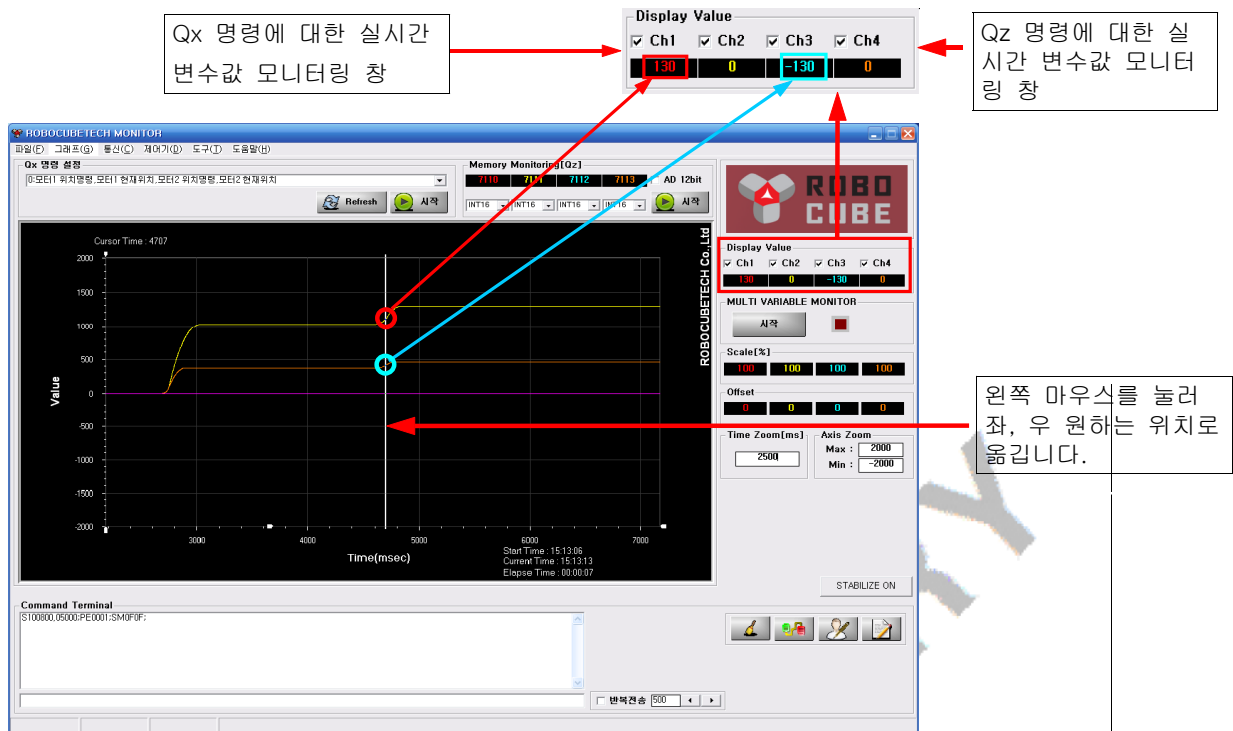 Qx 명령에 대한 실시간
변수값 모니터링 창
Display Value
Ch1 Ch2 Ch3 Ch4
130 0 -130 0
Qz 명령에 대한 실
시간 변수값 모니터
링 창
ROBOCUBETECH MONITOR
파일(F) 그래프(G) 통신(C) 제어기(D) 도구(T) 도움말(H)
Qx 명령 설정
0:모터1 위치명령,모터1 현재위치,모터2 위치명령,모터2 현재위치
Refresh 시작
Memory Monitoring[Qz]
7110 7111 7112 7113 AD 12bit
INT16 INT16 INT16 INT16 시작
ROBO
CUBE
Cursor Time : 4707
2000
1500
1000
500
0
-500
-1000
-1500
-2000
Value
3000 4000 5000 6000 7000
Time(msec)
Start Time : 15:13:06
Current Time : 15:13:13
Elapse Time : 00:00:07
ROBOCUBETECH Co.,Ltd
Display Value
Ch1 Ch2 Ch3 Ch4
130 0 -130 0
MULTI VARIABLE MONITOR
시작
Scale[%]
100 100 100 100
Offset
0 0 0 0
Time Zoom[ms]
2500
Axis Zoom
Max : 2000
Min : -2000
왼쪽 마우스를 눌러
좌, 우 원하는 위치로
옮깁니다.
STABILIZE ON
Command Terminal
S100800,05000;PE0001;SM0F0F;
반복전송 500